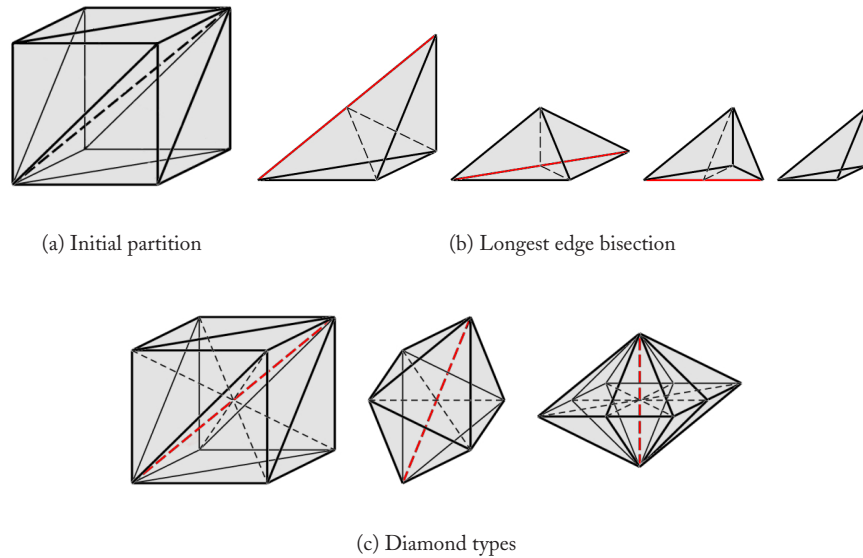 (a) Initial partition
(b) Longest edge bisection
(c) Diamond types